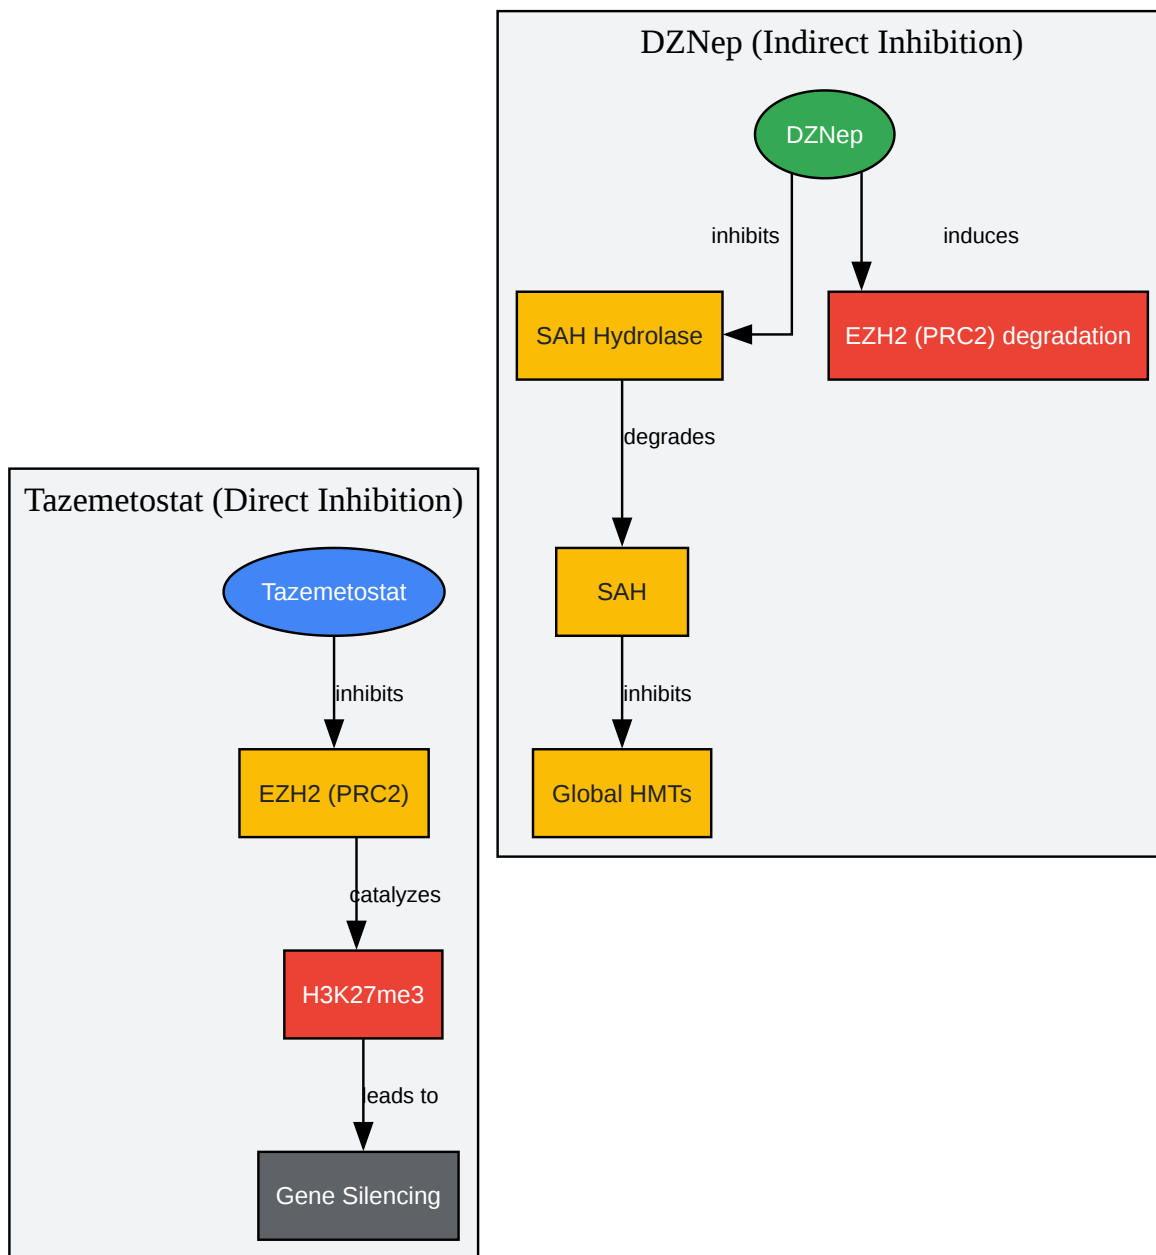 DZNep (Indirect Inhibition)
DZNep
inhibits
induces
SAH Hydrolase
EZH2 (PRC2) degradation
degrades
SAH
inhibits
Global HMTs
Tazemetostat (Direct Inhibition)
Tazemetostat
inhibits
EZH2 (PRC2)
catalyzes
H3K27me3
leads to
Gene Silencing